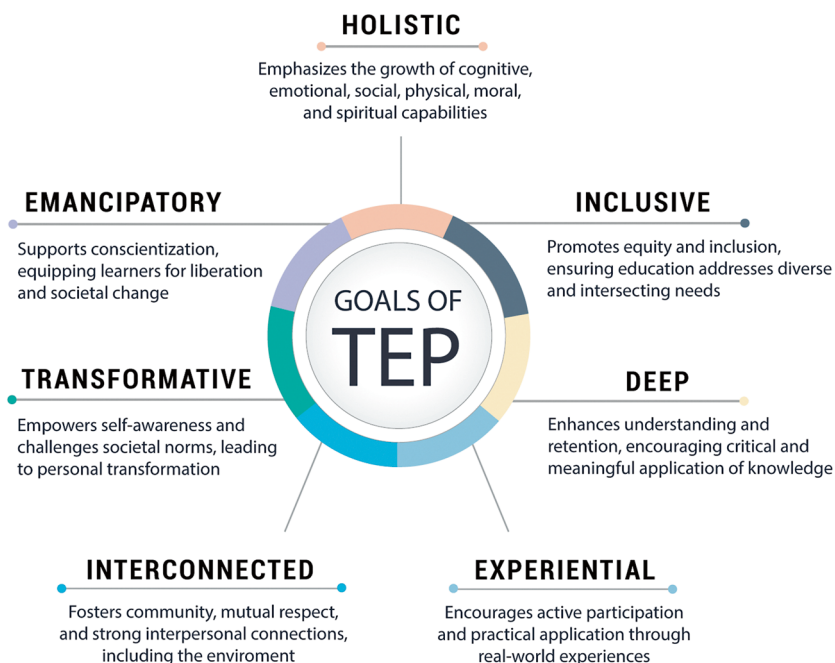 HOLISTIC
Emphasizes the growth of cognitive,
emotional, social, physical, moral,
and spiritual capabilities
EMANCIPATORY
Supports conscientization,
equipping learners for liberation
and societal change
INCLUSIVE
Promotes equity and inclusion,
ensuring education addresses diverse
and intersecting needs
GOALS OF
TEP
TRANSFORMATIVE
Empowers self-awareness and
challenges societal norms, leading
to personal transformation
DEEP
Enhances understanding and
retention, encouraging critical and
meaningful application of knowledge
INTERCONNECTED
Fosters community, mutual respect,
and strong interpersonal connections,
including the enviroment
EXPERIENTIAL
Encourages active participation
and practical application through
real-world experiences